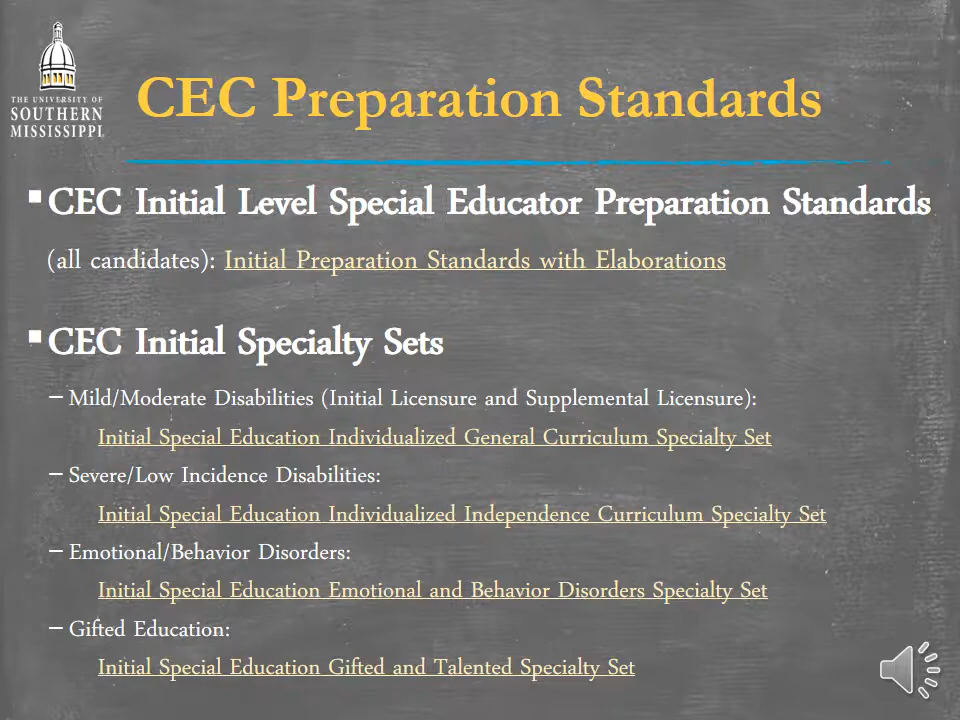 THE UNIVERSITY OF
SOUTHERN
MISSISSIPPI
CEC Preparation Standards
▪CEC Initial Level Special Educator Preparation Standards
(all candidates): Initial Preparation Standards with Elaborations
▪CEC Initial Specialty Sets
– Mild/Moderate Disabilities (Initial Licensure and Supplemental Licensure):
Initial Special Education Individualized General Curriculum Specialty Set
– Severe/Low Incidence Disabilities:
Initial Special Education Individualized Independence Curriculum Specialty Set
– Emotional/Behavior Disorders:
Initial Special Education Emotional and Behavior Disorders Specialty Set
– Gifted Education:
Initial Special Education Gifted and Talented Specialty Set